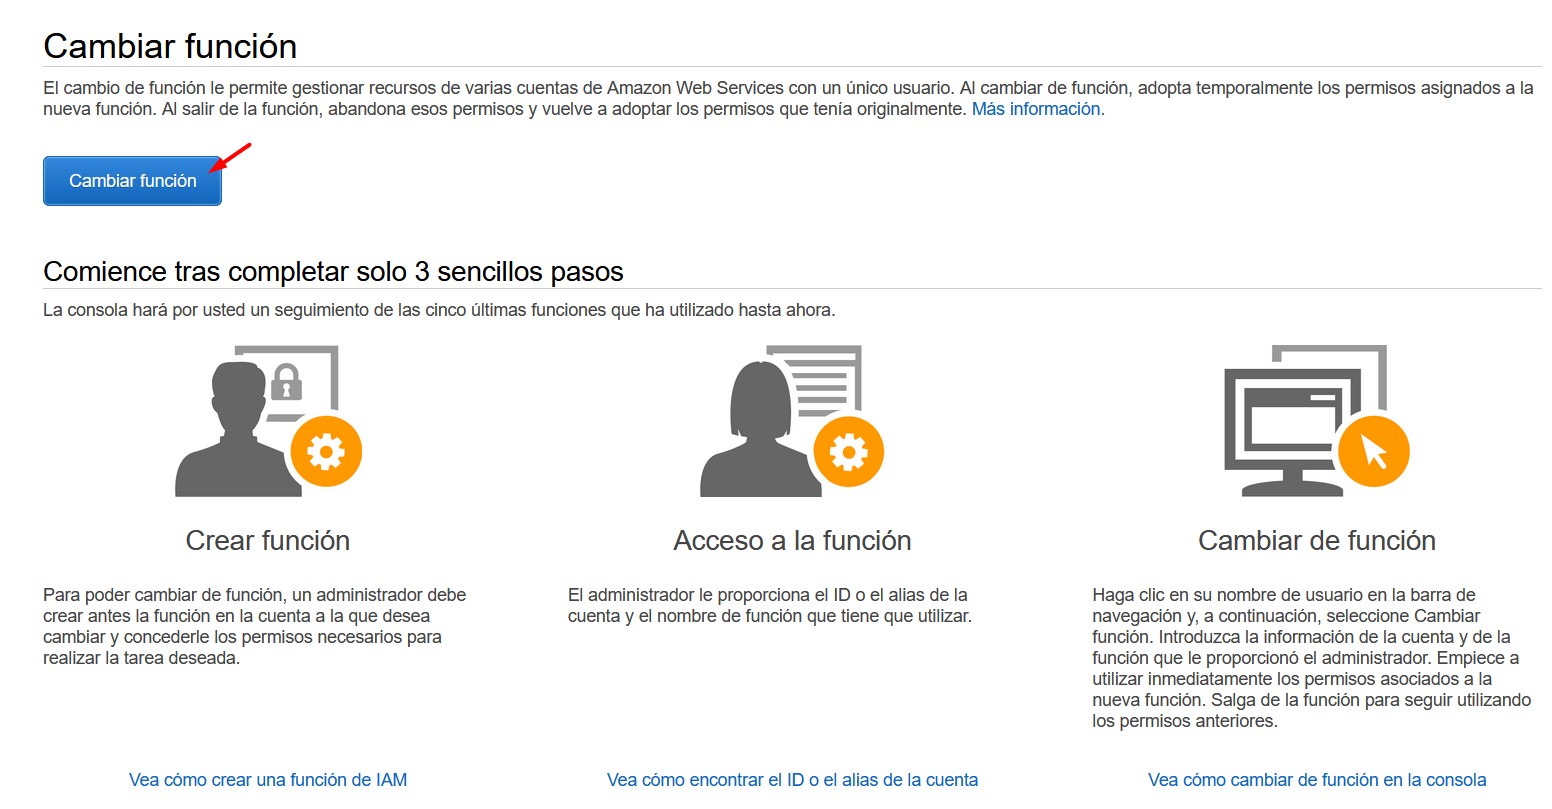 Cambiar función
El cambio de función le permite gestionar recursos de varias cuentas de Amazon Web Services con un único usuario. Al cambiar de función, adopta temporalmente los permisos asignados a la
nueva función. Al salir de la función, abandona esos permisos y vuelve a adoptar los permisos que tenía originalmente. Más información.
Cambiar función
Comience tras completar solo 3 sencillos pasos
La consola hará por usted un seguimiento de las cinco últimas funciones que ha utilizado hasta ahora.
Crear función
Para poder cambiar de función, un administrador debe
crear antes la función en la cuenta a la que desea
cambiar y concederle los permisos necesarios para
realizar la tarea deseada.
Vea cómo crear una función de IAM
Acceso a la función
El administrador le proporciona el ID o el alias de la
cuenta y el nombre de función que tiene que utilizar.
Vea cómo encontrar el ID o el alias de la cuenta
Cambiar de función
Haga clic en su nombre de usuario en la barra de
navegación y, a continuación, seleccione Cambiar
función. Introduzca la información de la cuenta y de la
función que le proporcionó el administrador. Empiece a
utilizar inmediatamente los permisos asociados a la
nueva función. Salga de la función para seguir utilizando
los permisos anteriores.
Vea cómo cambiar de función en la consola